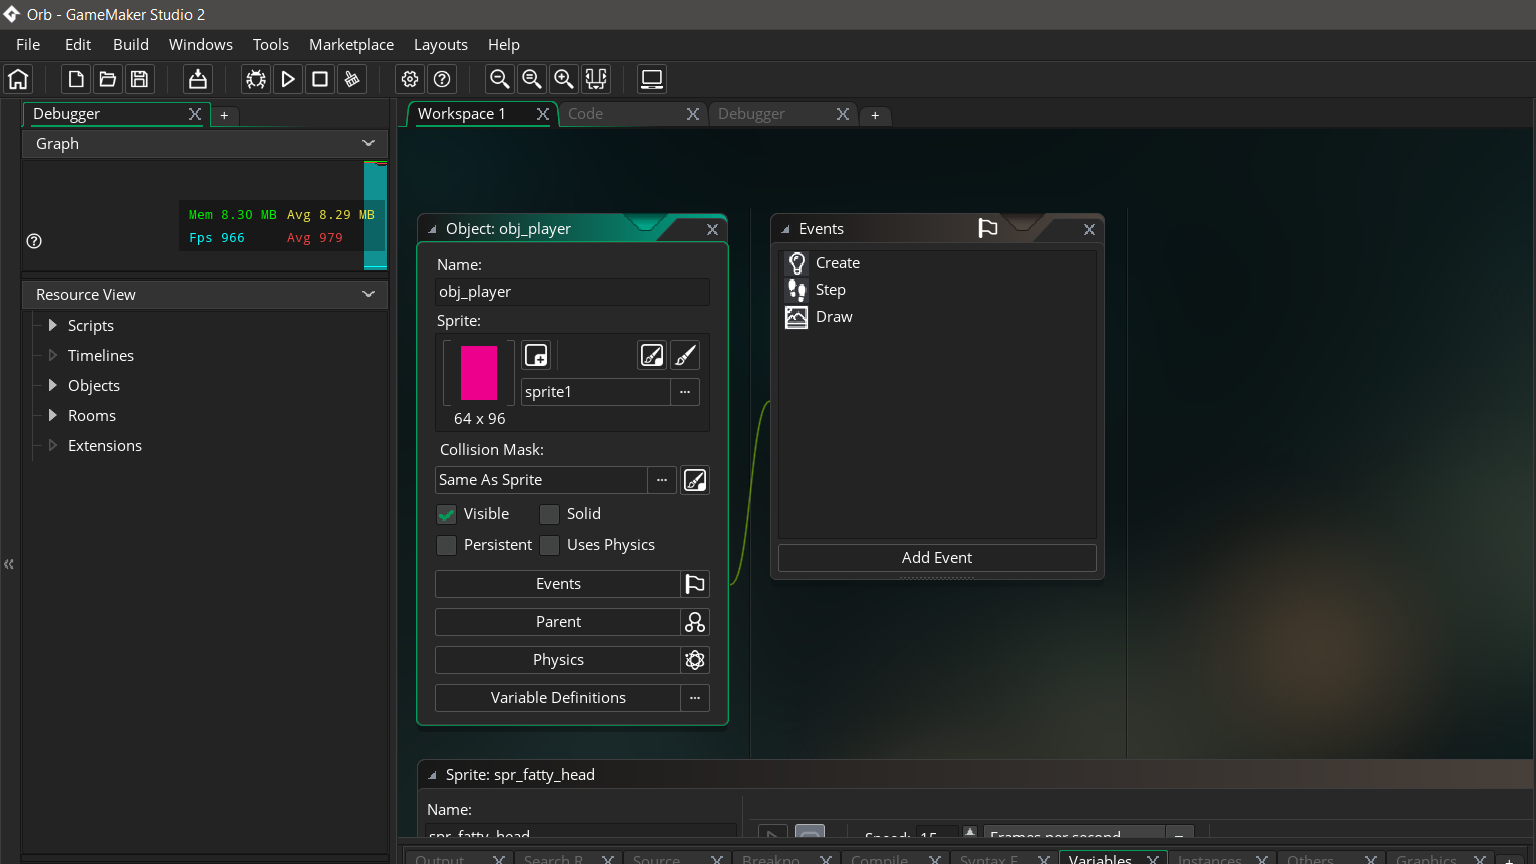 Orb - GameMaker Studio 2
File Edit Build Windows Tools Marketplace Layouts Help
Debugger
+
Workspace 1
Code
Debugger
+
Graph
Mem 8.30 MB Avg 8.29 MB
Fps 966 Avg 979
Resource View
Scripts
Timelines
Objects
Rooms
Extensions
Object: obj_player
Name:
obj_player
Sprite:
sprite1
...
64 x 96
Collision Mask:
Same As Sprite
...
Visible
Solid
Persistent
Uses Physics
Events
Parent
Physics
Variable Definitions
...
Events
Create
Step
Draw
Add Event
Sprite: spr_fatty_head
Name:
spr_fatty_head
Speed: 15 Frames per second
Output Search R Source Breakpo Compile Syntax E Variables Instances Others Graphics +